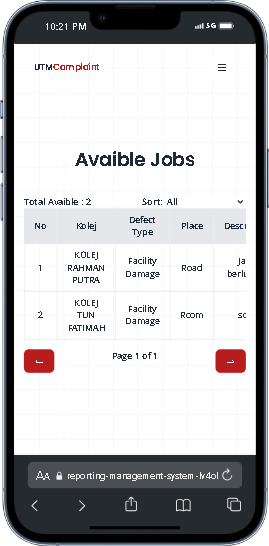 10:21 PM 5G
UTMComplaint
Avaible Jobs
Total Avaible : 2 Sort: All
No Kolej Defect Type Place Descr
1 KOLEJ RAHMAN PUTRA Facility Damage Road Ja berlu
2 KOLEJ TUN FATIMAH Facility Damage Room so
← Page 1 of 1 →
AA reporting-management-system-lv4ol